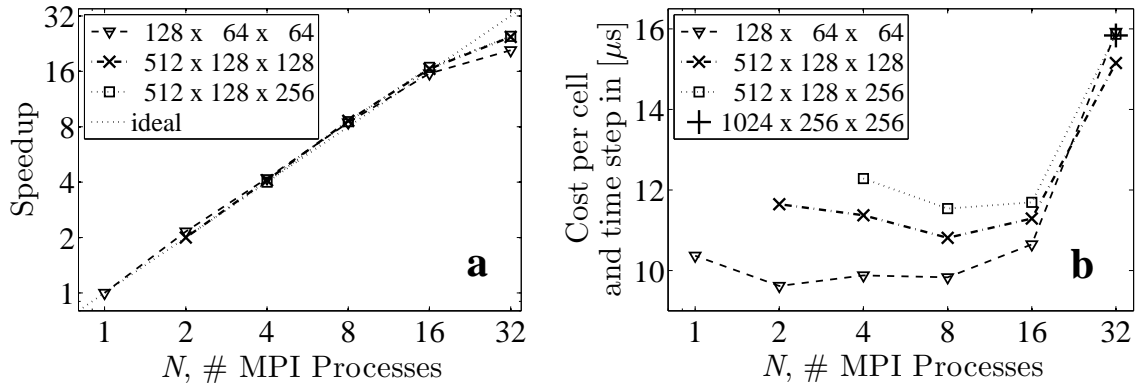 32
16
8
4
2
1
Speedup
128 x 64 x 64
512 x 128 x 128
512 x 128 x 256
ideal
a
1 2 4 8 16 32
N, # MPI Processes
16
14
12
10
Cost per cell
and time step in [μs]
128 x 64 x 64
512 x 128 x 128
512 x 128 x 256
1024 x 256 x 256
b
1 2 4 8 16 32
N, # MPI Processes